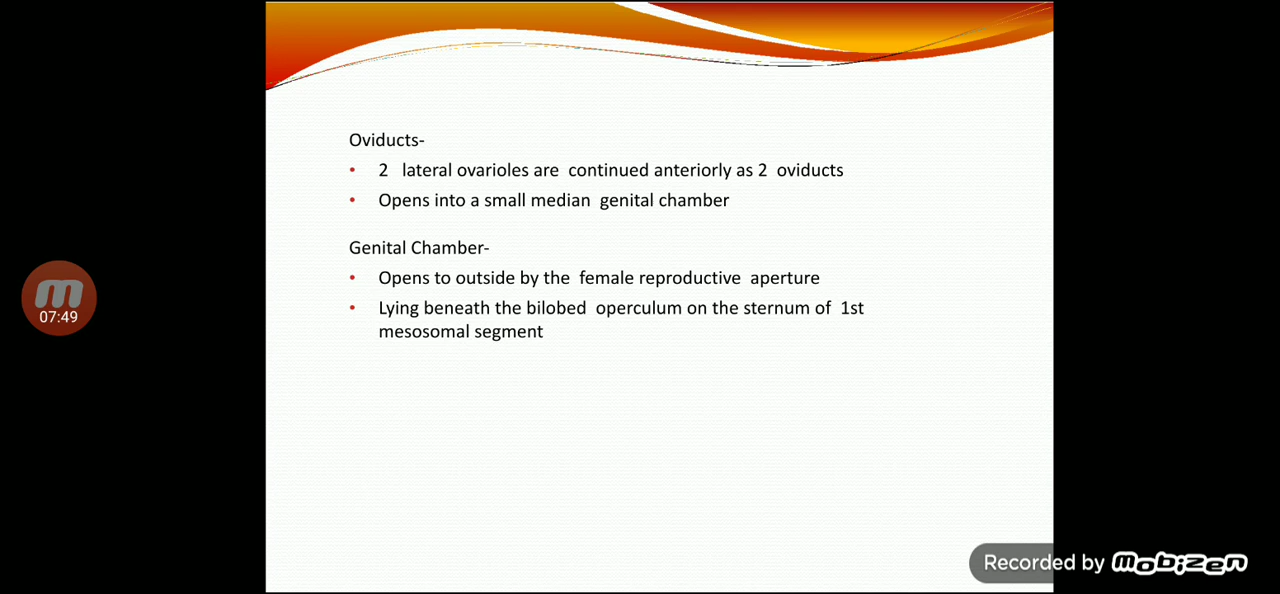 Oviducts-
• 2 lateral ovarioles are continued anteriorly as 2 oviducts
• Opens into a small median genital chamber
Genital Chamber-
• Opens to outside by the female reproductive aperture
• Lying beneath the bilobed operculum on the sternum of 1st
mesosomal segment
07:49
Recorded by mobizen